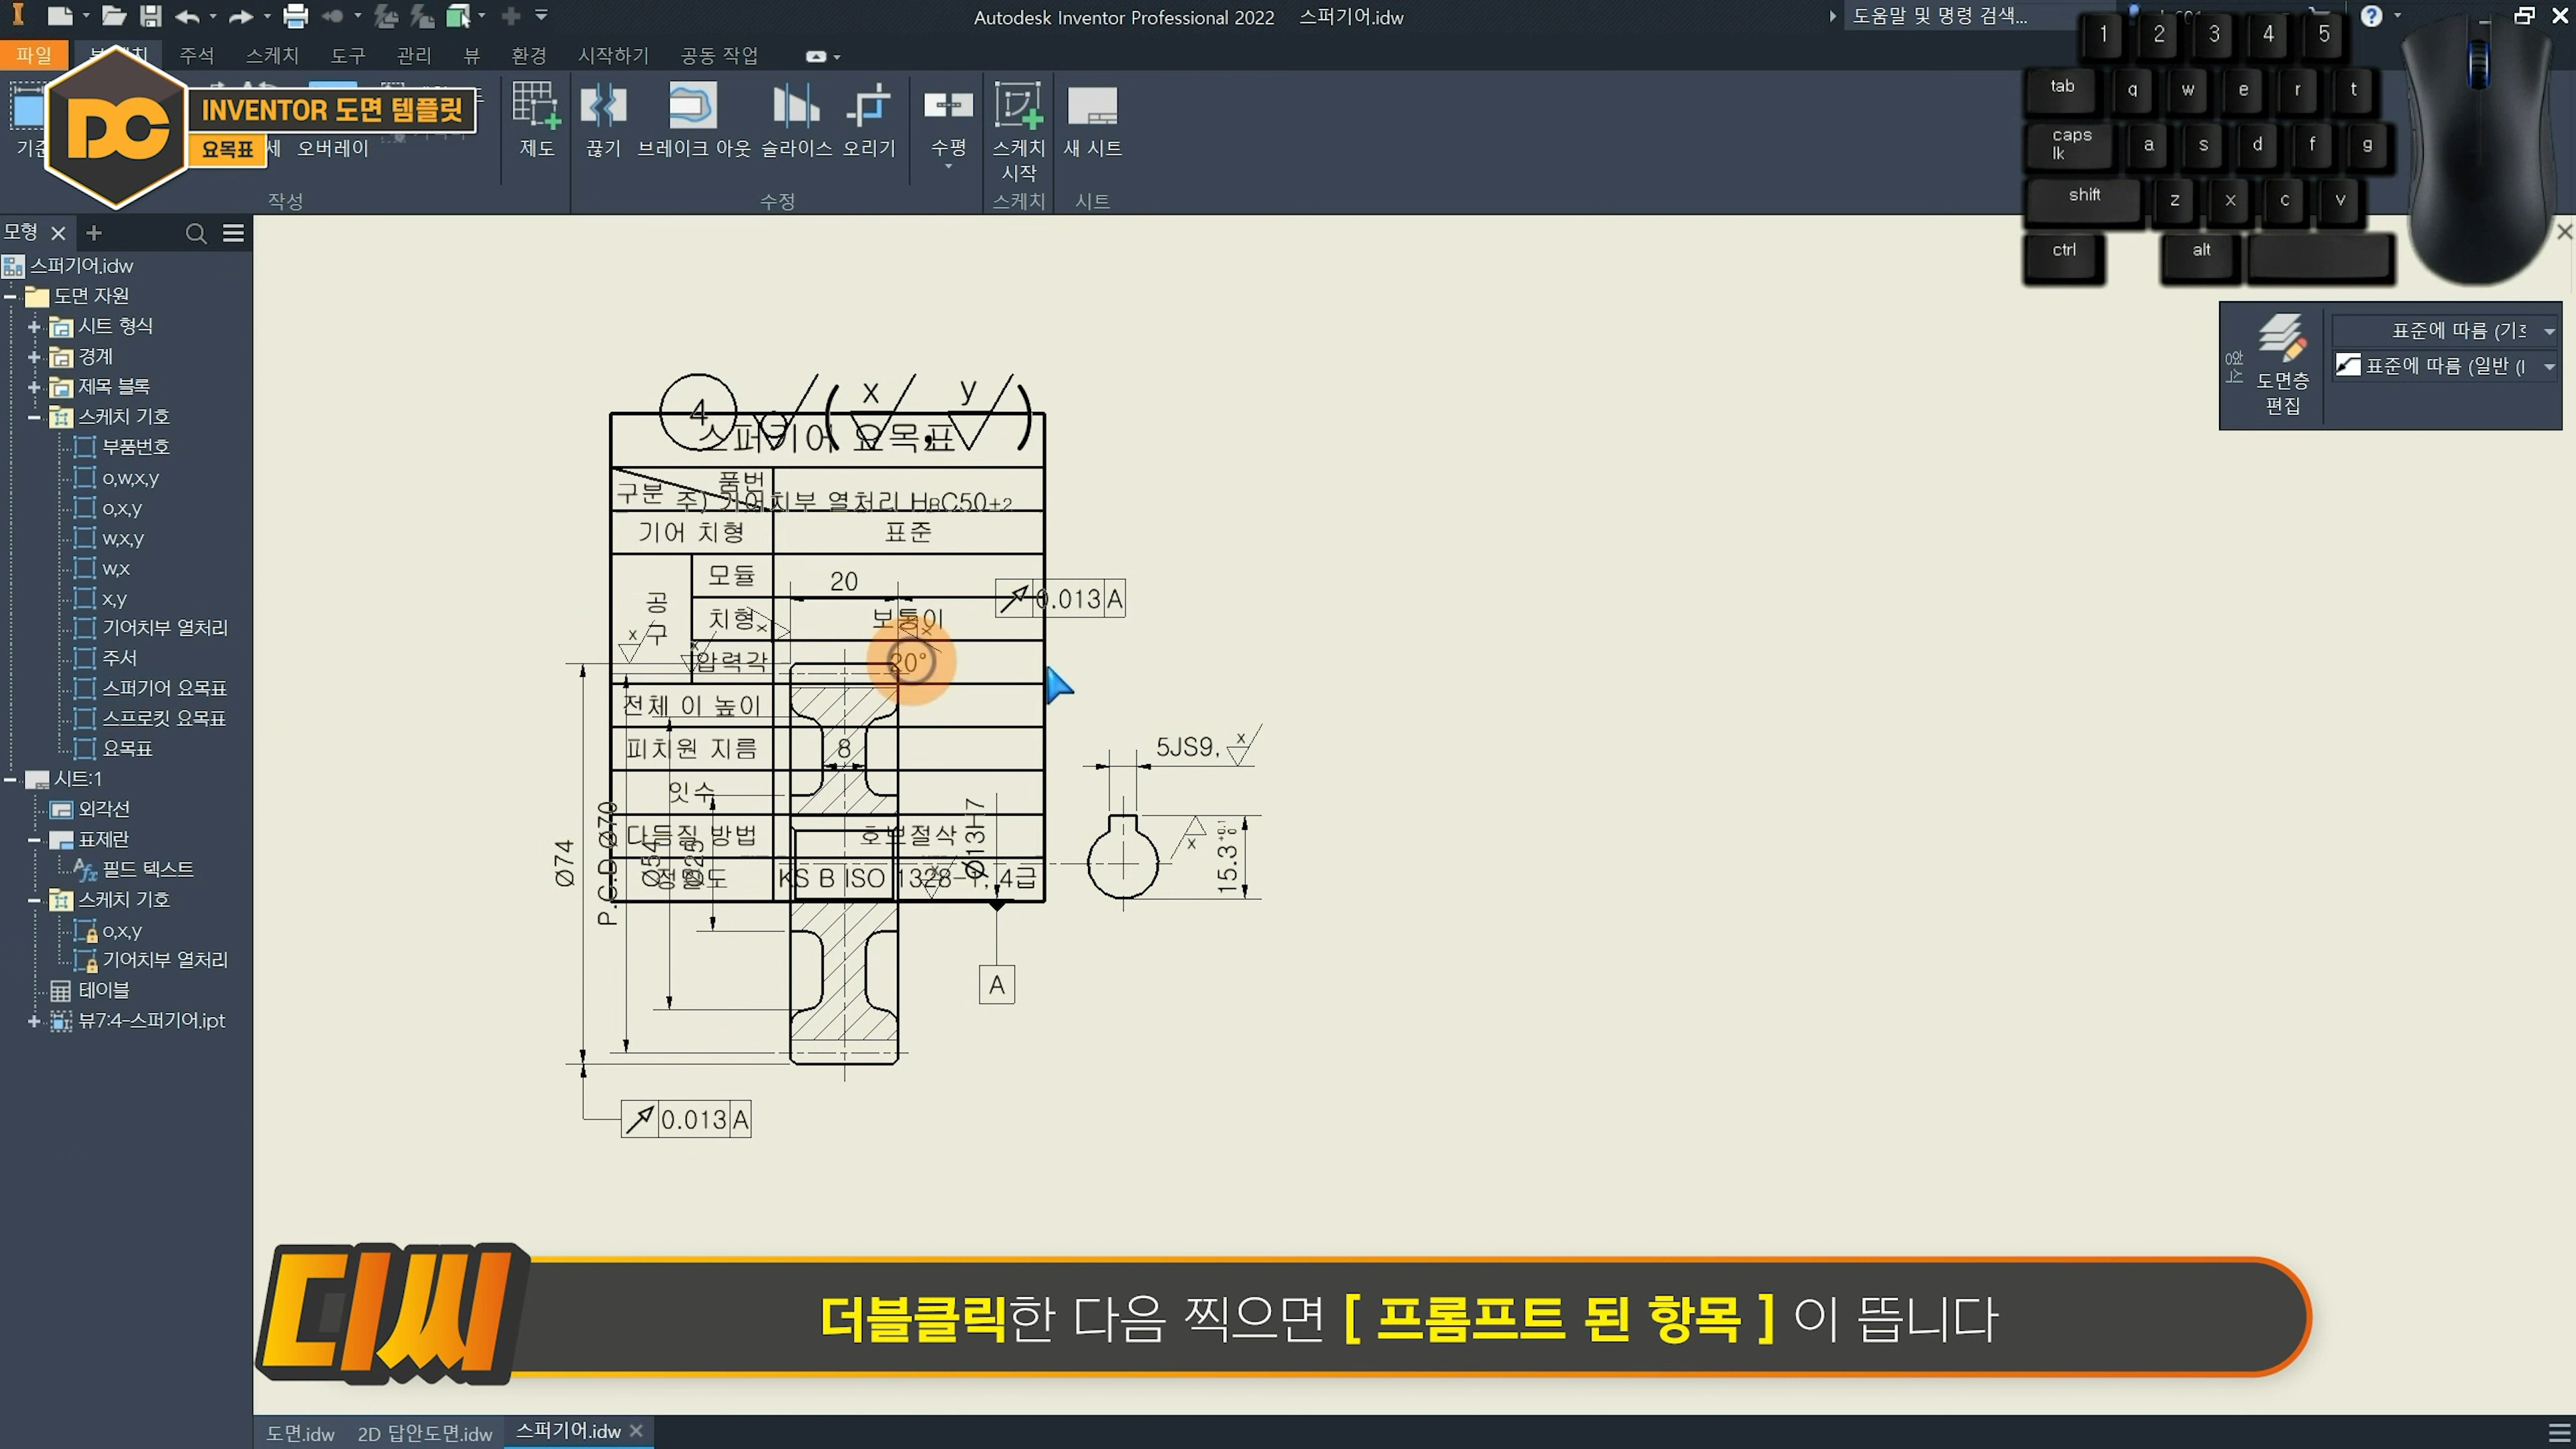 Autodesk Inventor Professional 2022 스퍼기어.idw
도움말 및 명령 검색...
파일 주석 스케치 도구 관리 뷰 환경 시작하기 공동 작업
DC
INVENTOR 도면 템플릿
요목표
오버레이 제도 끊기 브레이크 아웃 슬라이스 오리기 수평 스케치 시작 새 시트
작성 수정 스케치 시트
1 2 3 4 5
tab q w e r t
caps lk a s d f g
shift z x c v
ctrl alt
모형
스퍼기어.idw
도면 자원
시트 형식
경계
제목 블록
스케치 기호
부품번호
o,w,x,y
o,x,y
w,x,y
w,x
x,y
기어치부 열처리
주서
스퍼기어 요목표
스프로킷 요목표
요목표
시트:1
외각선
표제란
필드 텍스트
스케치 기호
o,x,y
기어치부 열처리
테이블
뷰7:4-스퍼기어.ipt
양식
도면층 편집
표준에 따름 (기
표준에 따름 (일반 (
4 ( x , y )
스퍼기어 요목표
구분 품번
주) 기어치부 열처리 HRC50±2
기어 치형 표준
공구
모듈
20
0.013 A
치형 보통이
x
x
x
x
압력각 20°
전체 이 높이
피치원 지름
8
5JS9, x
잇수
다듬질 방법 호브절삭
정밀도 KS B ISO 1328-1, 4급
Ø74
P.C.D Ø70
Ø54
Ø25
Ø13H7
x
x
15.3 +0.1 0
A
0.013 A
디씨
더블클릭한 다음 찍으면 [ 프롬프트 된 항목 ] 이 뜹니다
도면.idw 2D 답안도면.idw 스퍼기어.idw